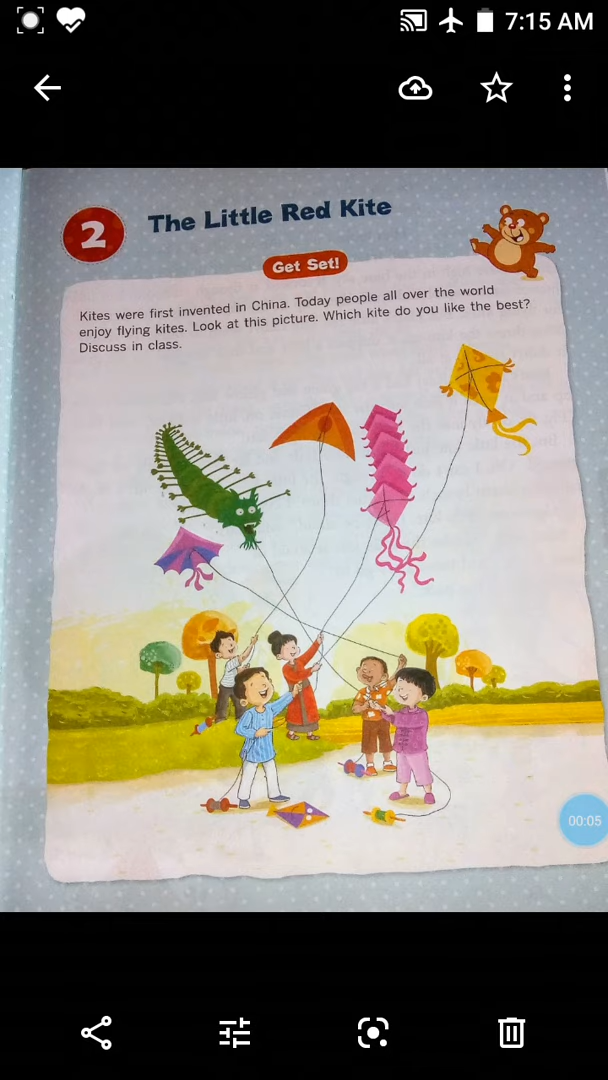 7:15 AM
2
The Little Red Kite
Get Set!
Kites were first invented in China. Today people all over the world
enjoy flying kites. Look at this picture. Which kite do you like the best?
Discuss in class.
00:05